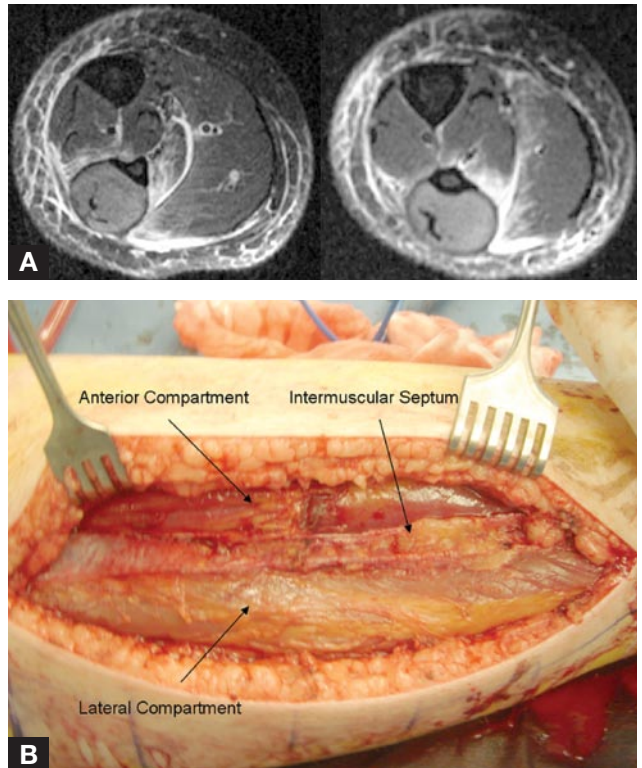 A
Anterior Compartment
Intermuscular Septum
Lateral Compartment
B